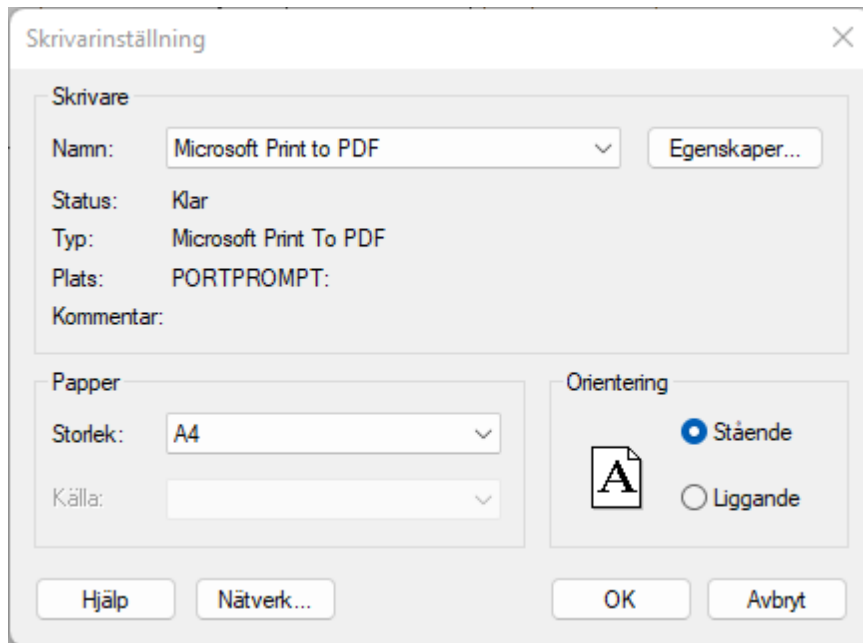 Skrivarinställning
Skrivare
Namn: Microsoft Print to PDF Egenskaper...
Status: Klar
Typ: Microsoft Print To PDF
Plats: PORTPROMPT:
Kommentar:
Papper
Storlek: A4
Källa:
Orientering
A
Stående
Liggande
Hjälp Nätverk... OK Avbryt